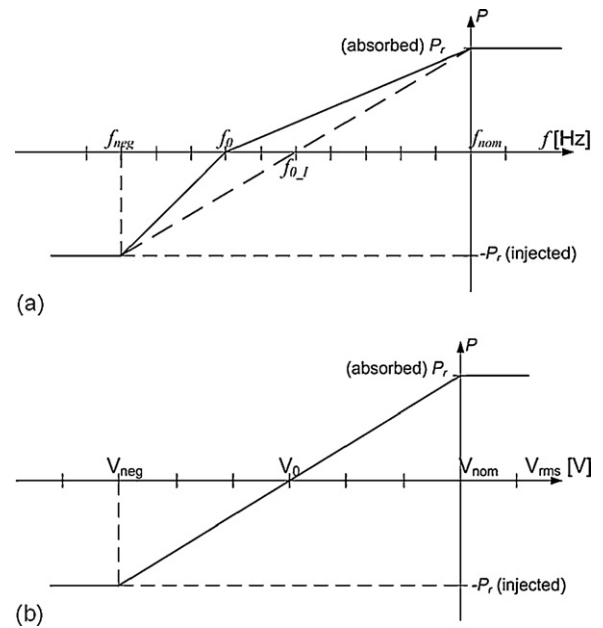 P
(absorbed) Pr
fneg
f0
fnom
f [Hz]
f0_1
-Pr (injected)
(a)
P
(absorbed) Pr
Vneg
V0
Vnom
Vrms [V]
-Pr (injected)
(b)